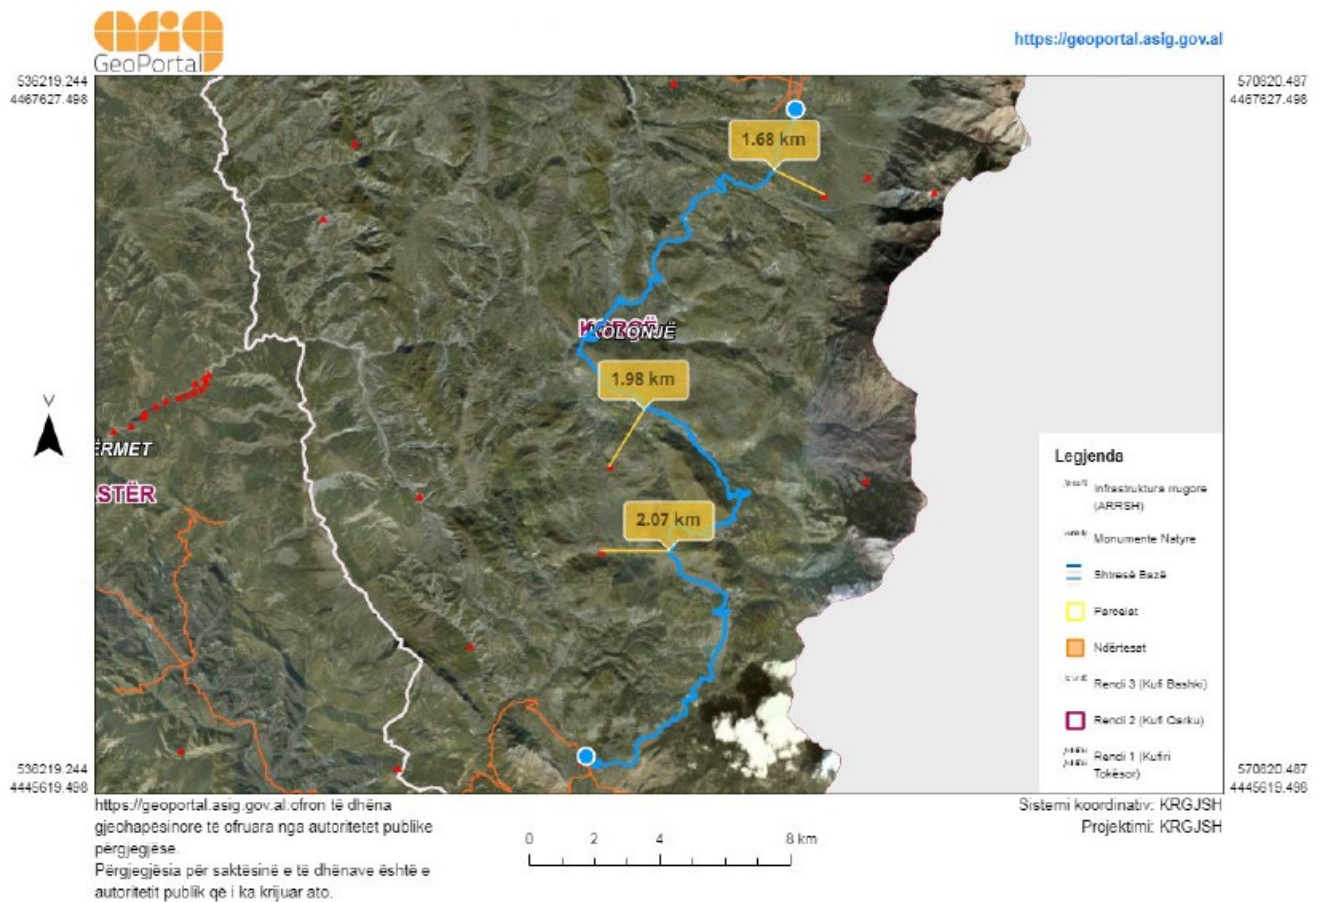 asig
GeoPortal
https://geoportal.asig.gov.al
536219.244
4467627.498
570820.487
4467627.498
1.68 km
KOLONJË
1.98 km
ËRMET
STËR
2.07 km
V
Legjenda
Infrastruktura rrugore
(ARRSH)
Monumente Natyre
Shtresë Bazë
Parcelat
Ndërtesat
Rendi 3 (Kufi Bashki)
Rendi 2 (Kufi Qarku)
Rendi 1 (Kufiri
Tokësor)
536219.244
4445619.498
570820.487
4445619.498
https://geoportal.asig.gov.al:ofron të dhëna
gjeohapësinore të ofruara nga autoritetet publike
përgjegjëse.
Përgjegjësia për saktësinë e të dhënave është e
autoritetit publik që i ka krijuar ato.
0 2 4 8 km
Sistemi koordinativ: KRGJSH
Projektimi: KRGJSH